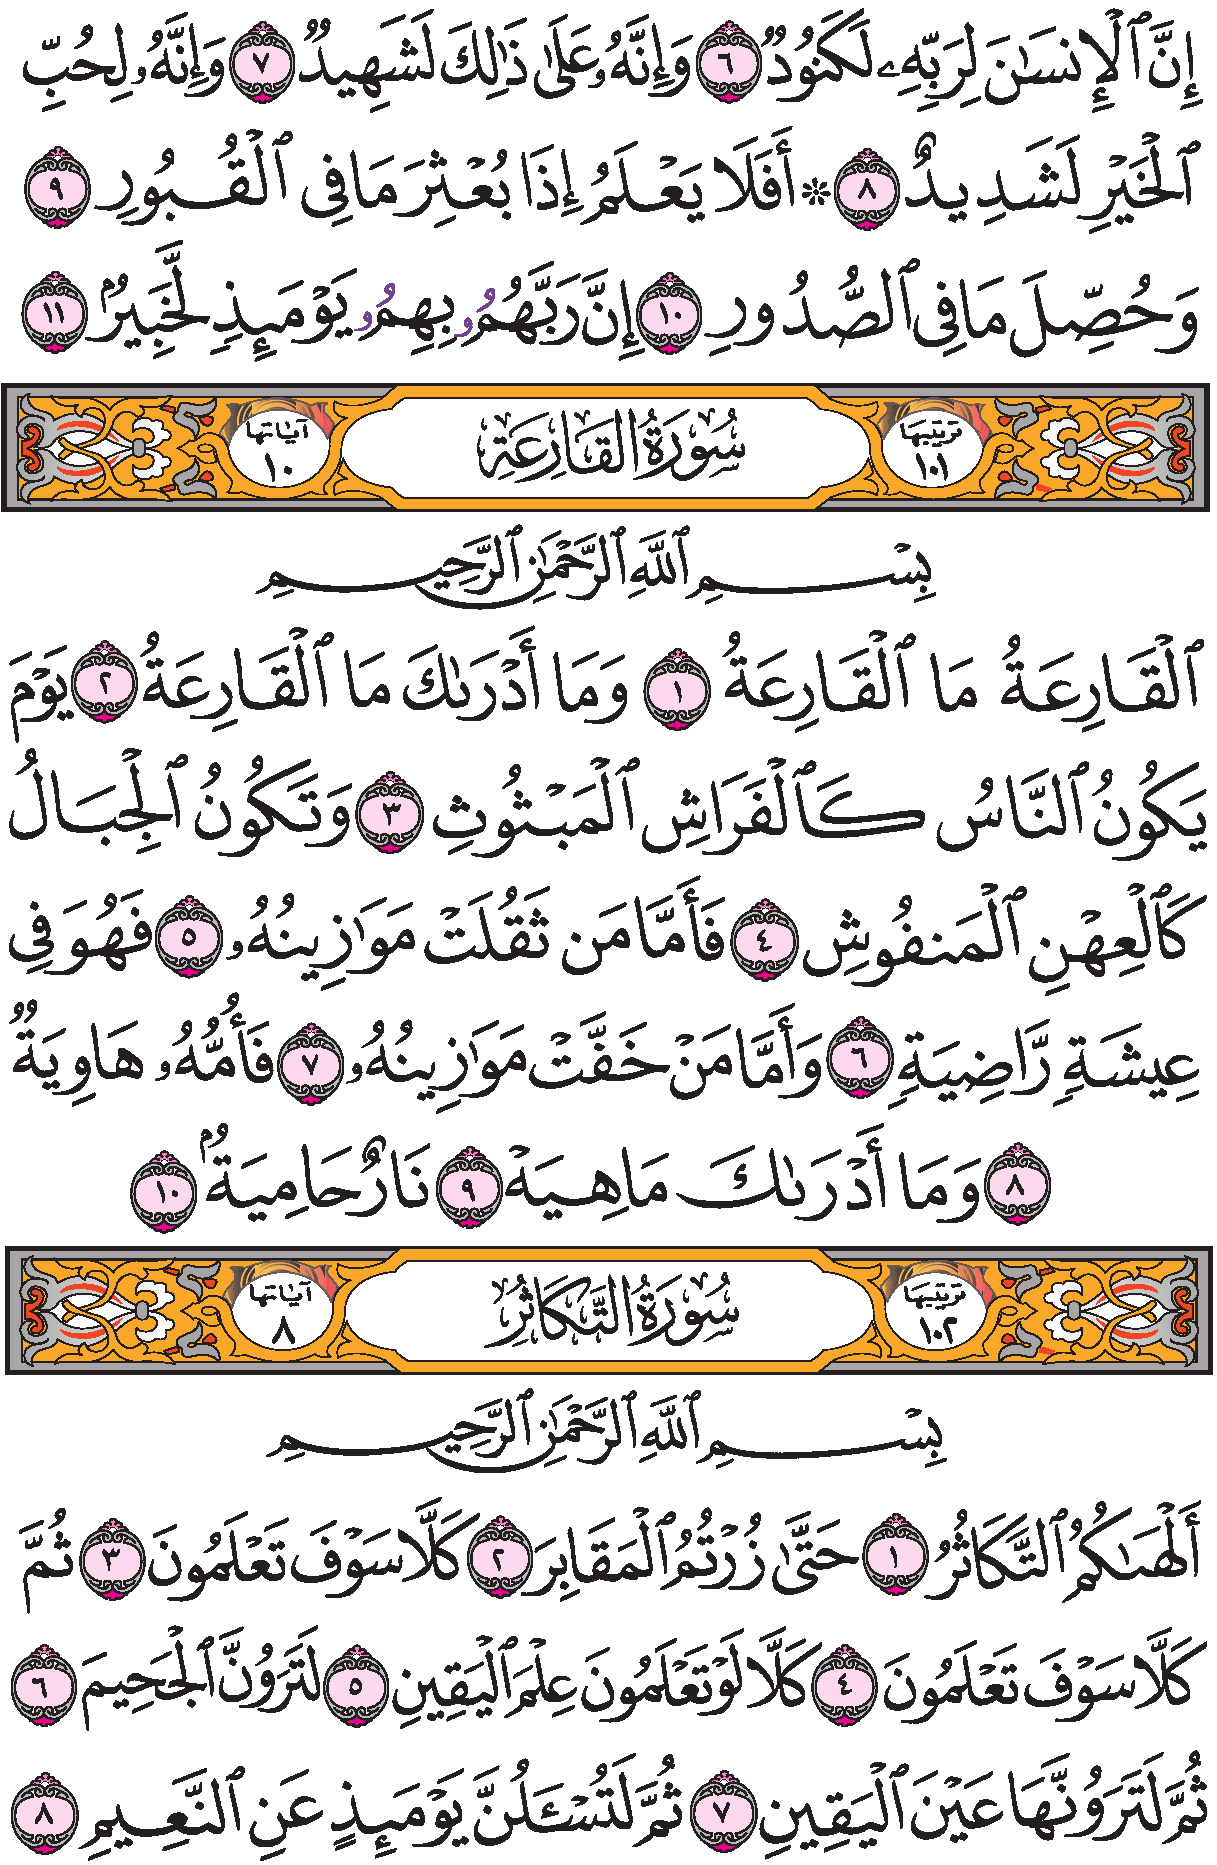 إِنَّ ٱلْإِنسَٰنَ لِرَبِّهِۦ لَكَنُودٌ ٦ وَإِنَّهُۥ عَلَىٰ ذَٰلِكَ لَشَهِيدٌ ٧ وَإِنَّهُۥ لِحُبِّ
ٱلْخَيْرِ لَشَدِيدٌ ٨ ۞ أَفَلَا يَعْلَمُ إِذَا بُعْثِرَ مَا فِى ٱلْقُبُورِ ٩
وَحُصِّلَ مَا فِى ٱلصُّدُورِ ١٠ إِنَّ رَبَّهُمُۥ بِهِمُۥ يَوْمَئِذٍ لَّخَبِيرٌۢ ١١
ترتيبها ١٠١ سُورَةُ القَارِعَةِ آياتها ١٠
بِسْمِ ٱللَّهِ ٱلرَّحْمَٰنِ ٱلرَّحِيمِ
ٱلْقَارِعَةُ مَا ٱلْقَارِعَةُ ١ وَمَا أَدْرَىٰكَ مَا ٱلْقَارِعَةُ ٢ يَوْمَ
يَكُونُ ٱلنَّاسُ كَٱلْفَرَاشِ ٱلْمَبْثُوثِ ٣ وَتَكُونُ ٱلْجِبَالُ
كَٱلْعِهْنِ ٱلْمَنفُوشِ ٤ فَأَمَّا مَن ثَقُلَتْ مَوَٰزِينُهُۥ ٥ فَهُوَ فِى
عِيشَةٍ رَّاضِيَةٍ ٦ وَأَمَّا مَنْ خَفَّتْ مَوَٰزِينُهُۥ ٧ فَأُمُّهُۥ هَاوِيَةٌ
٨ وَمَا أَدْرَىٰكَ مَا هِيَهْ ٩ نَارٌ حَامِيَةٌۢ ١٠
ترتيبها ١٠٢ سُورَةُ التَّكَاثُرِ آياتها ٨
بِسْمِ ٱللَّهِ ٱلرَّحْمَٰنِ ٱلرَّحِيمِ
أَلْهَىٰكُمُ ٱلتَّكَاثُرُ ١ حَتَّىٰ زُرْتُمُ ٱلْمَقَابِرَ ٢ كَلَّا سَوْفَ تَعْلَمُونَ ٣ ثُمَّ
كَلَّا سَوْفَ تَعْلَمُونَ ٤ كَلَّا لَوْ تَعْلَمُونَ عِلْمَ ٱلْيَقِينِ ٥ لَتَرَوُنَّ ٱلْجَحِيمَ ٦
ثُمَّ لَتَرَوُنَّهَا عَيْنَ ٱلْيَقِينِ ٧ ثُمَّ لَتُسْـَٔلُنَّ يَوْمَئِذٍ عَنِ ٱلنَّعِيمِ ٨